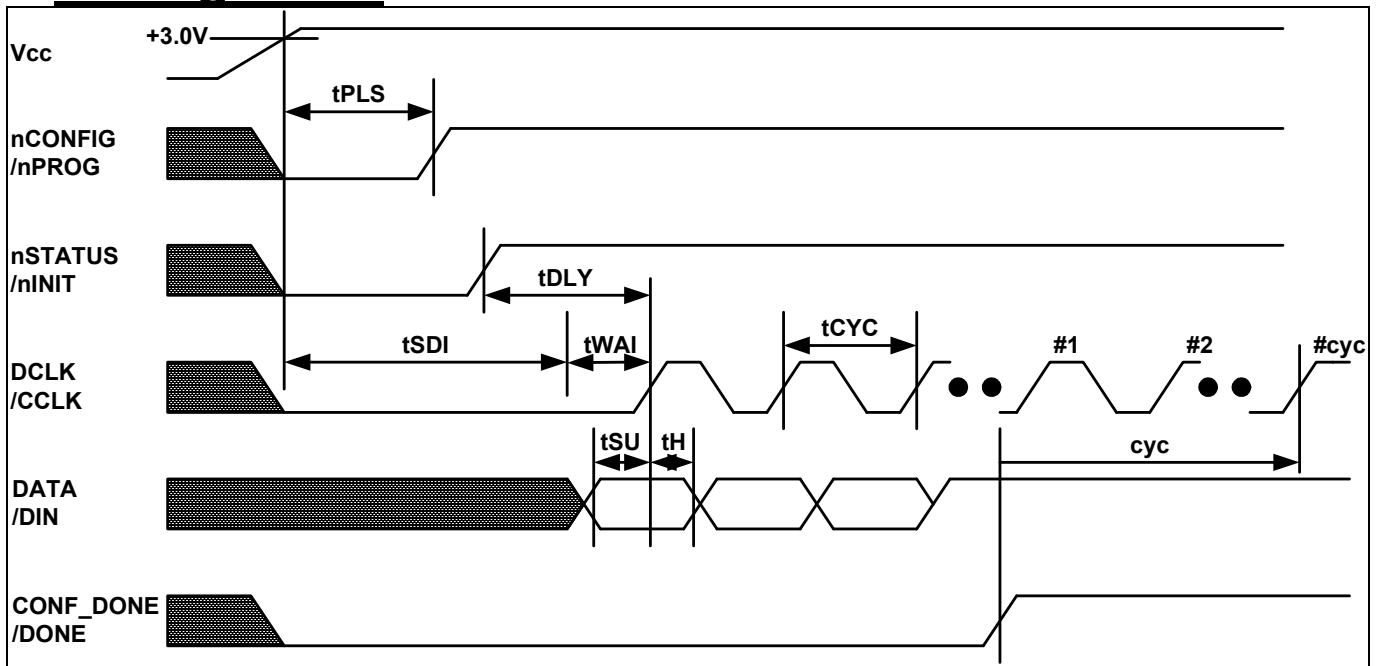 +3.0V
Vcc
tPLS
nCONFIG
/nPROG
nSTATUS
/nINIT
tDLY
tSDI
tWAI
tCYC
#1
#2
#cyc
DCLK
/CCLK
tSU
tH
cyc
DATA
/DIN
CONF_DONE
/DONE